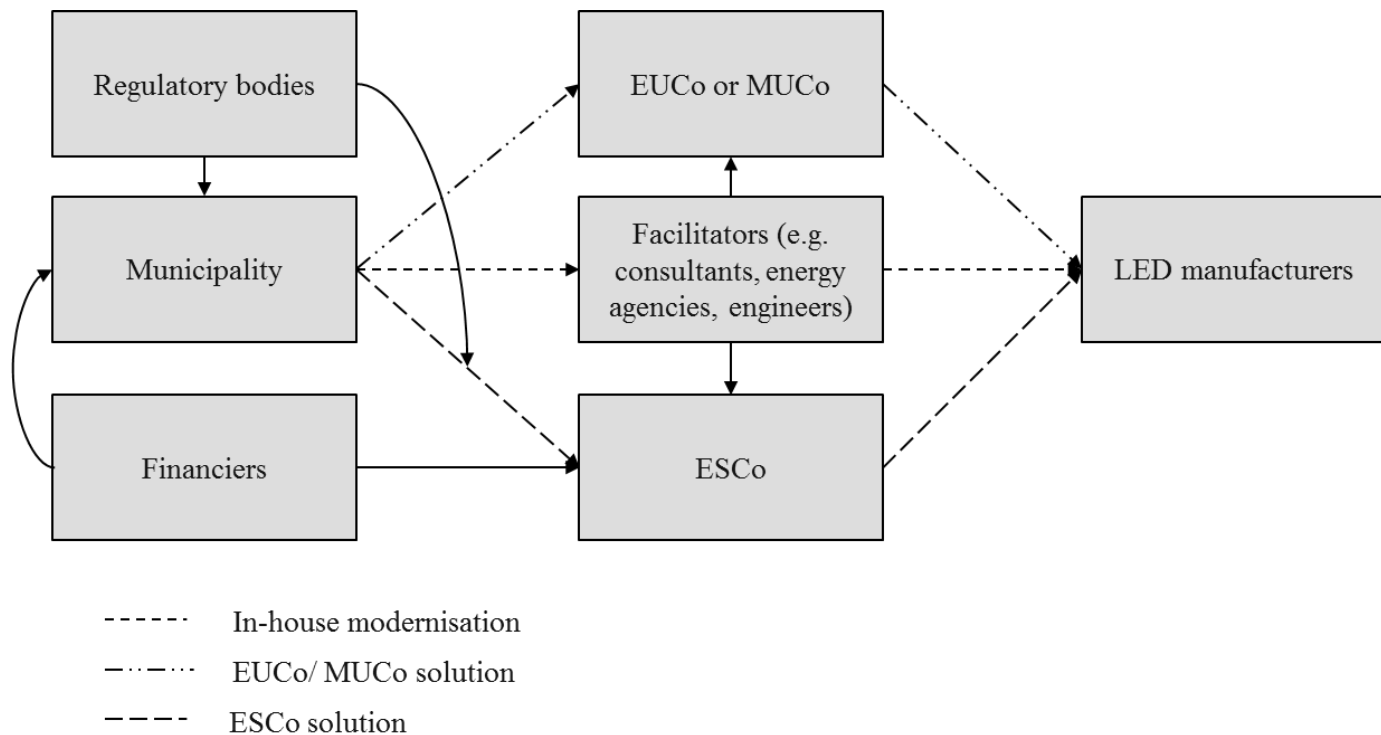 Regulatory bodies
EUCo or MUCo
Municipality
Facilitators (e.g.
consultants, energy
agencies, engineers)
LED manufacturers
Financiers
ESCo
In-house modernisation
EUCo/ MUCo solution
ESCo solution